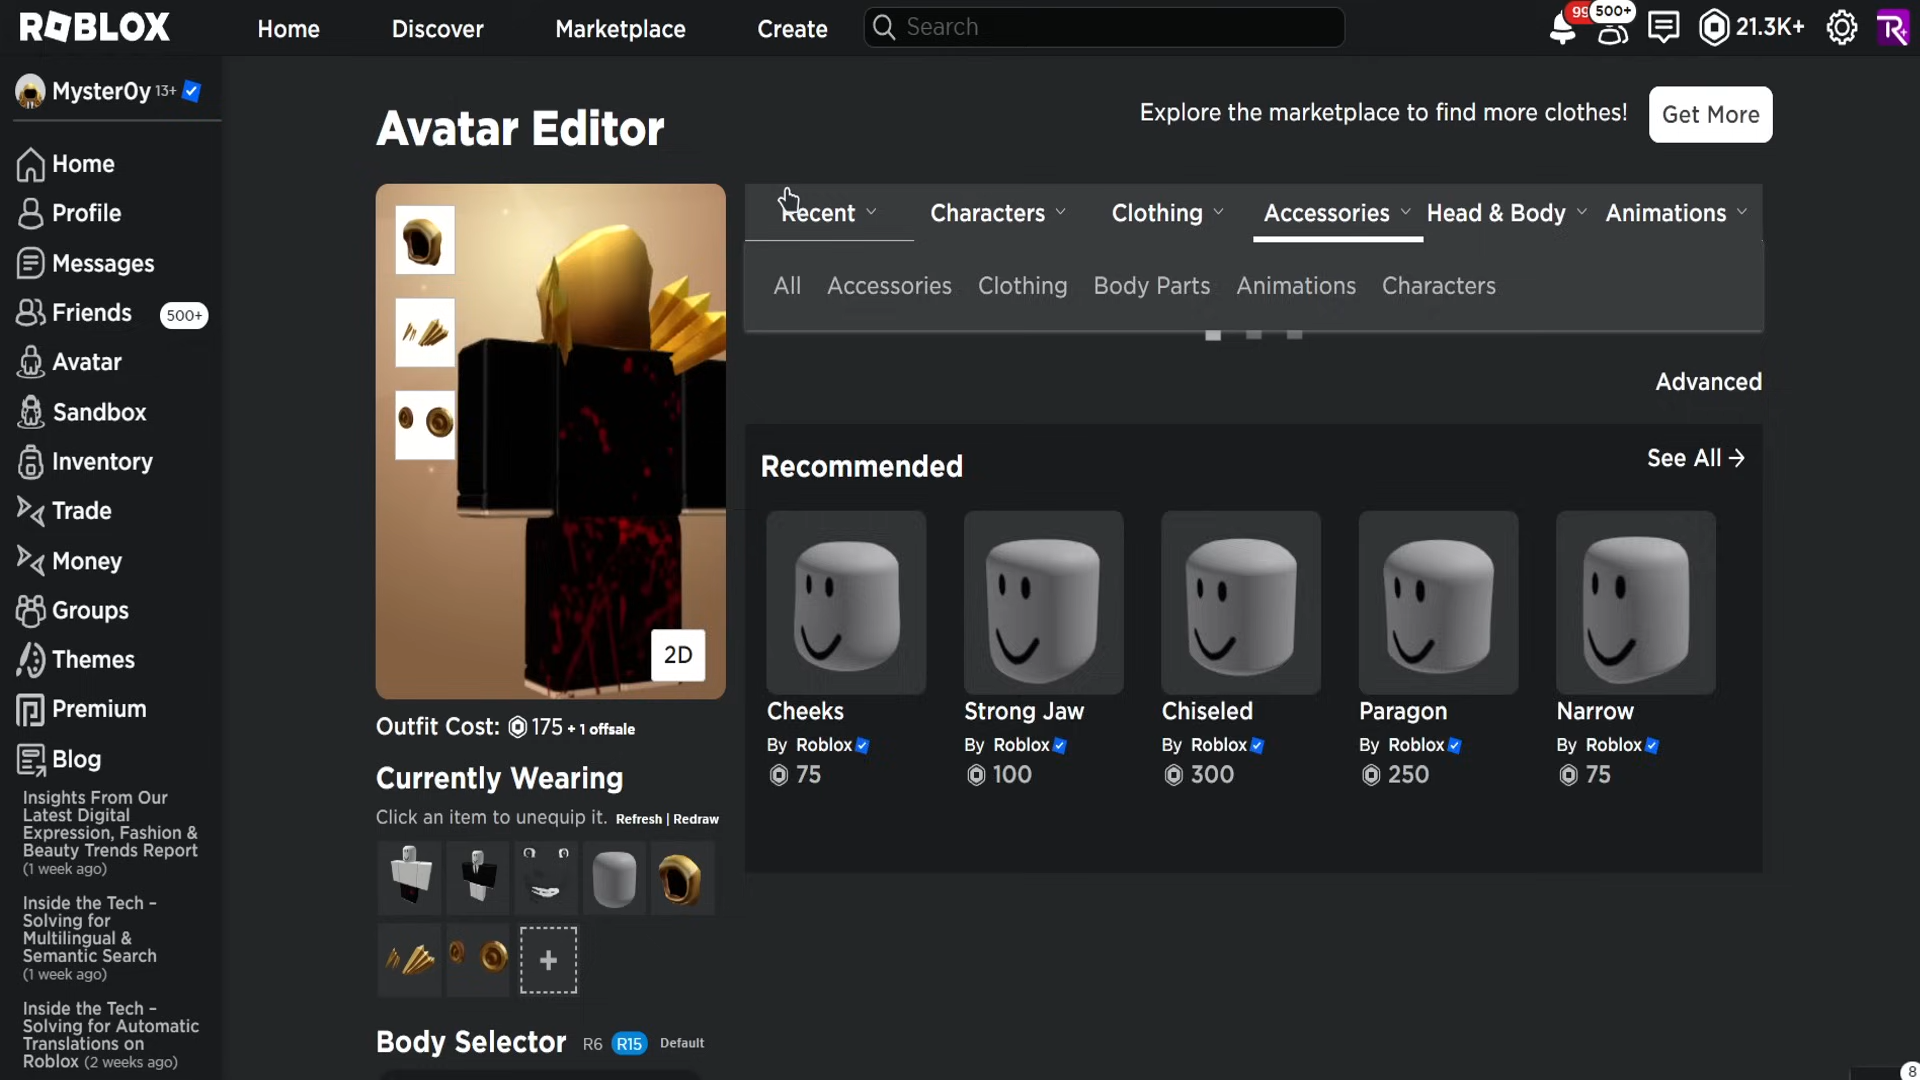 ROBLOX
Home
Discover
Marketplace
Create
Search
99
500+
21.3K+
Myster0y 13+
Home
Profile
Messages
Friends 500+
Avatar
Sandbox
Inventory
Trade
Money
Groups
Themes
Premium
Blog
Insights From Our
Latest Digital
Expression, Fashion &
Beauty Trends Report
(1 week ago)
Inside the Tech -
Solving for
Multilingual &
Semantic Search
(1 week ago)
Inside the Tech -
Solving for Automatic
Translations on
Roblox (2 weeks ago)
Avatar Editor
Explore the marketplace to find more clothes!
Get More
Recent
Characters
Clothing
Accessories
Head & Body
Animations
All
Accessories
Clothing
Body Parts
Animations
Characters
Advanced
2D
Outfit Cost: 175 + 1 offsale
Currently Wearing
Click an item to unequip it. Refresh | Redraw
+
Body Selector R6 R15 Default
Recommended
See All →
Cheeks
By Roblox
75
Strong Jaw
By Roblox
100
Chiseled
By Roblox
300
Paragon
By Roblox
250
Narrow
By Roblox
75
8